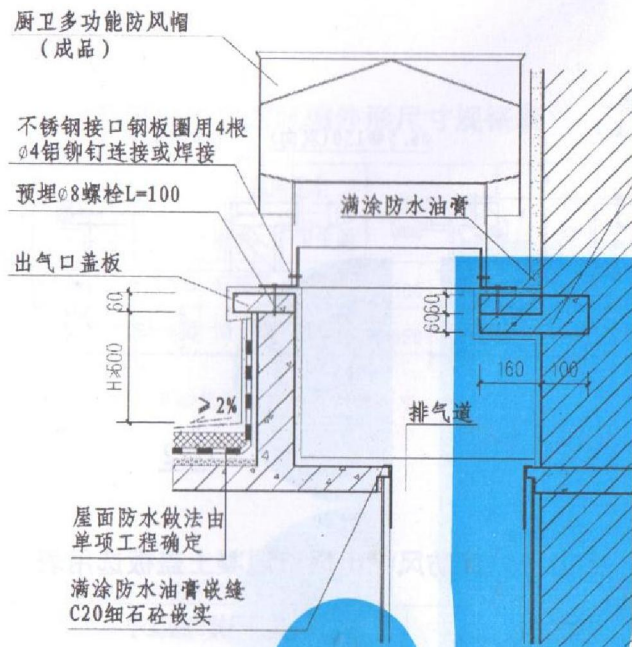 厨卫多功能防风帽
(成品)
不锈钢接口钢板圈用4根
ø4铝铆钉连接或焊接
预埋ø8螺栓L=100
满涂防水油膏
出气口盖板
60
6060
H≥600
160
100
≥2%
排气道
屋面防水做法由
单项工程确定
满涂防水油膏嵌缝
C20细石砼嵌实